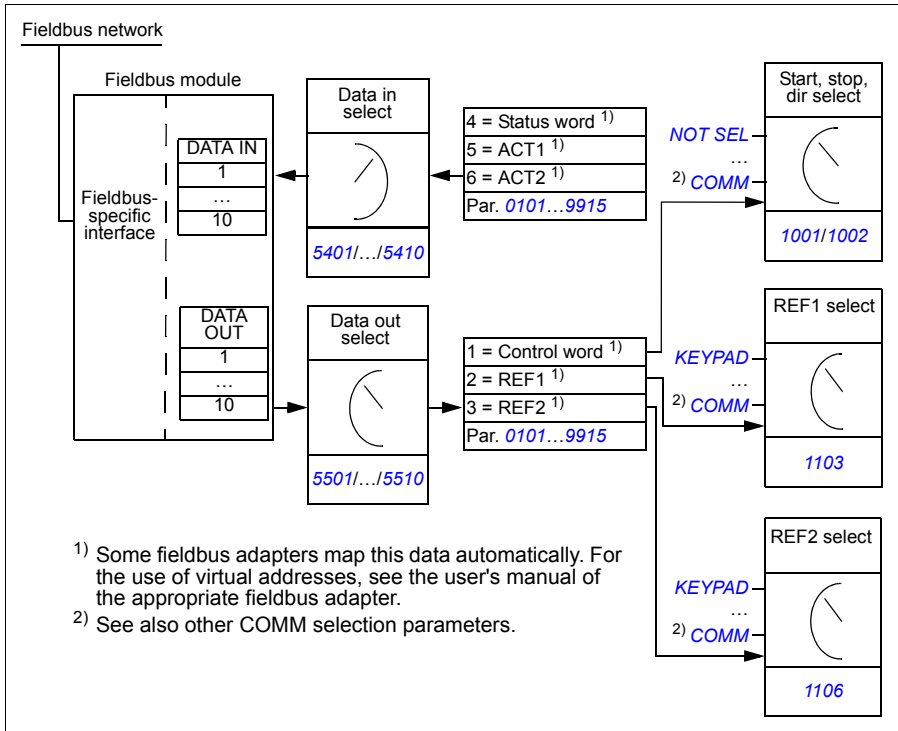 Fieldbus network
Fieldbus module
Fieldbus-
specific
interface
DATA IN
1
…
10
DATA
OUT
1
…
10
Data in
select
5401/…/5410
Data out
select
5501/…/5510
4 = Status word 1)
5 = ACT1 1)
6 = ACT2 1)
Par. 0101…9915
1 = Control word 1)
2 = REF1 1)
3 = REF2 1)
Par. 0101…9915
Start, stop,
dir select
NOT SEL
…
2) COMM
1001/1002
REF1 select
KEYPAD
…
2) COMM
1103
REF2 select
KEYPAD
…
2) COMM
1106
1) Some fieldbus adapters map this data automatically. For
the use of virtual addresses, see the user's manual of
the appropriate fieldbus adapter.
2) See also other COMM selection parameters.